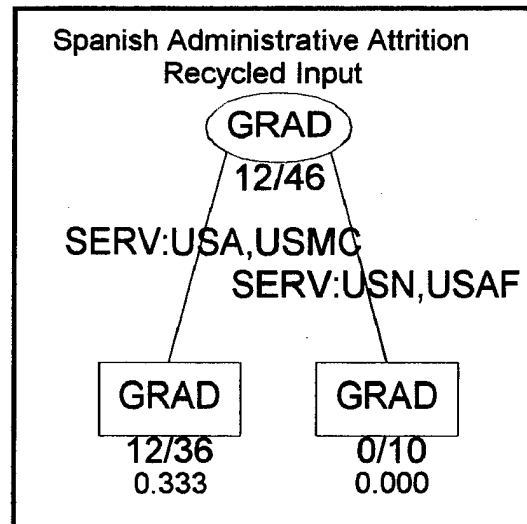 Spanish Administrative Attrition
Recycled Input
GRAD
12/46
SERV:USA,USMC
SERV:USN,USAF
GRAD
12/36
0.333
GRAD
0/10
0.000